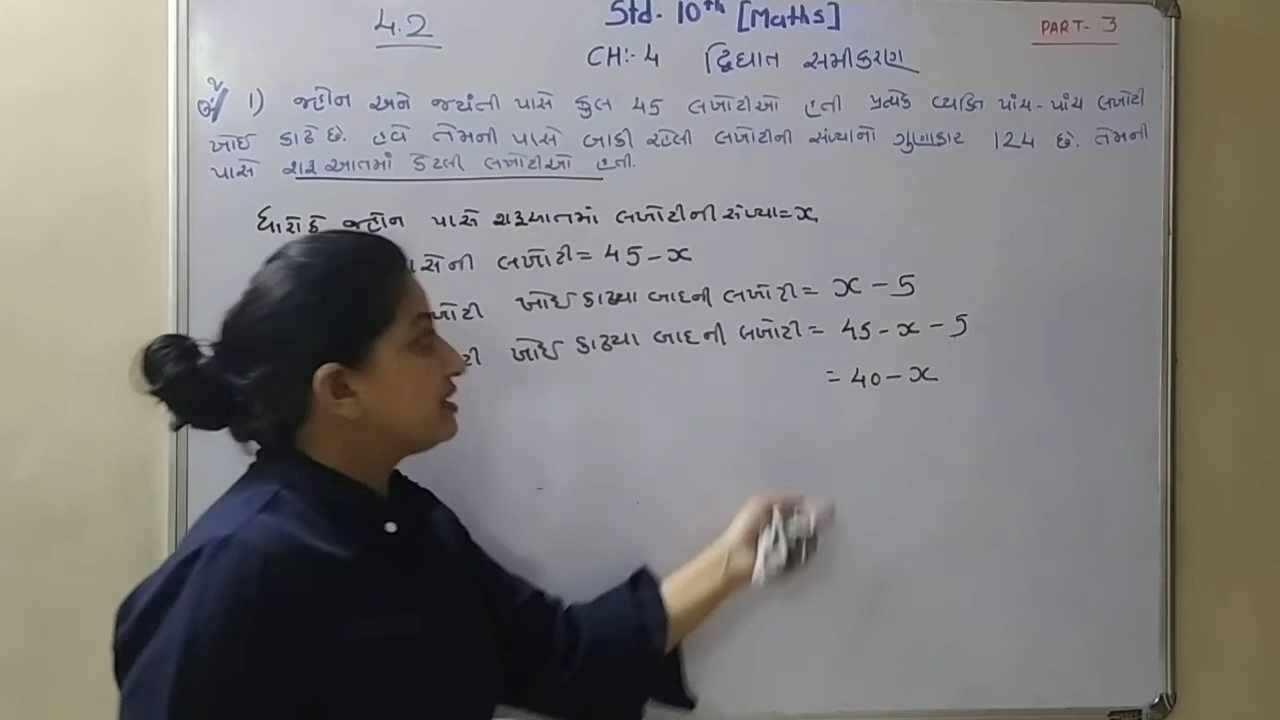 4.2
Std- 10th [Maths]
PART- 3
CH:- 4 દ્વિઘાત સમીકરણ
1) જ્હોન અને જયંતી પાસે કુલ 45 લખોટીઓ હતી પ્રત્યેક વ્યક્તિ પાંચ-પાંચ લખોટી
ખોઈ કાઢે છે. હવે તેમની પાસે બાકી રહેલી લખોટીની સંખ્યાનો ગુણાકાર 124 છે. તેમની
પાસે શરૂઆતમાં કેટલી લખોટીઓ હતી.
ધારો કે જ્હોન પાસે શરૂઆતમાં લખોટીની સંખ્યા = x
પાસેની લખોટી = 45 - x
ખોઈ કાઢ્યા બાદની લખોટી = x - 5
ખોઈ કાઢ્યા બાદની લખોટી = 45 - x - 5
= 40 - x